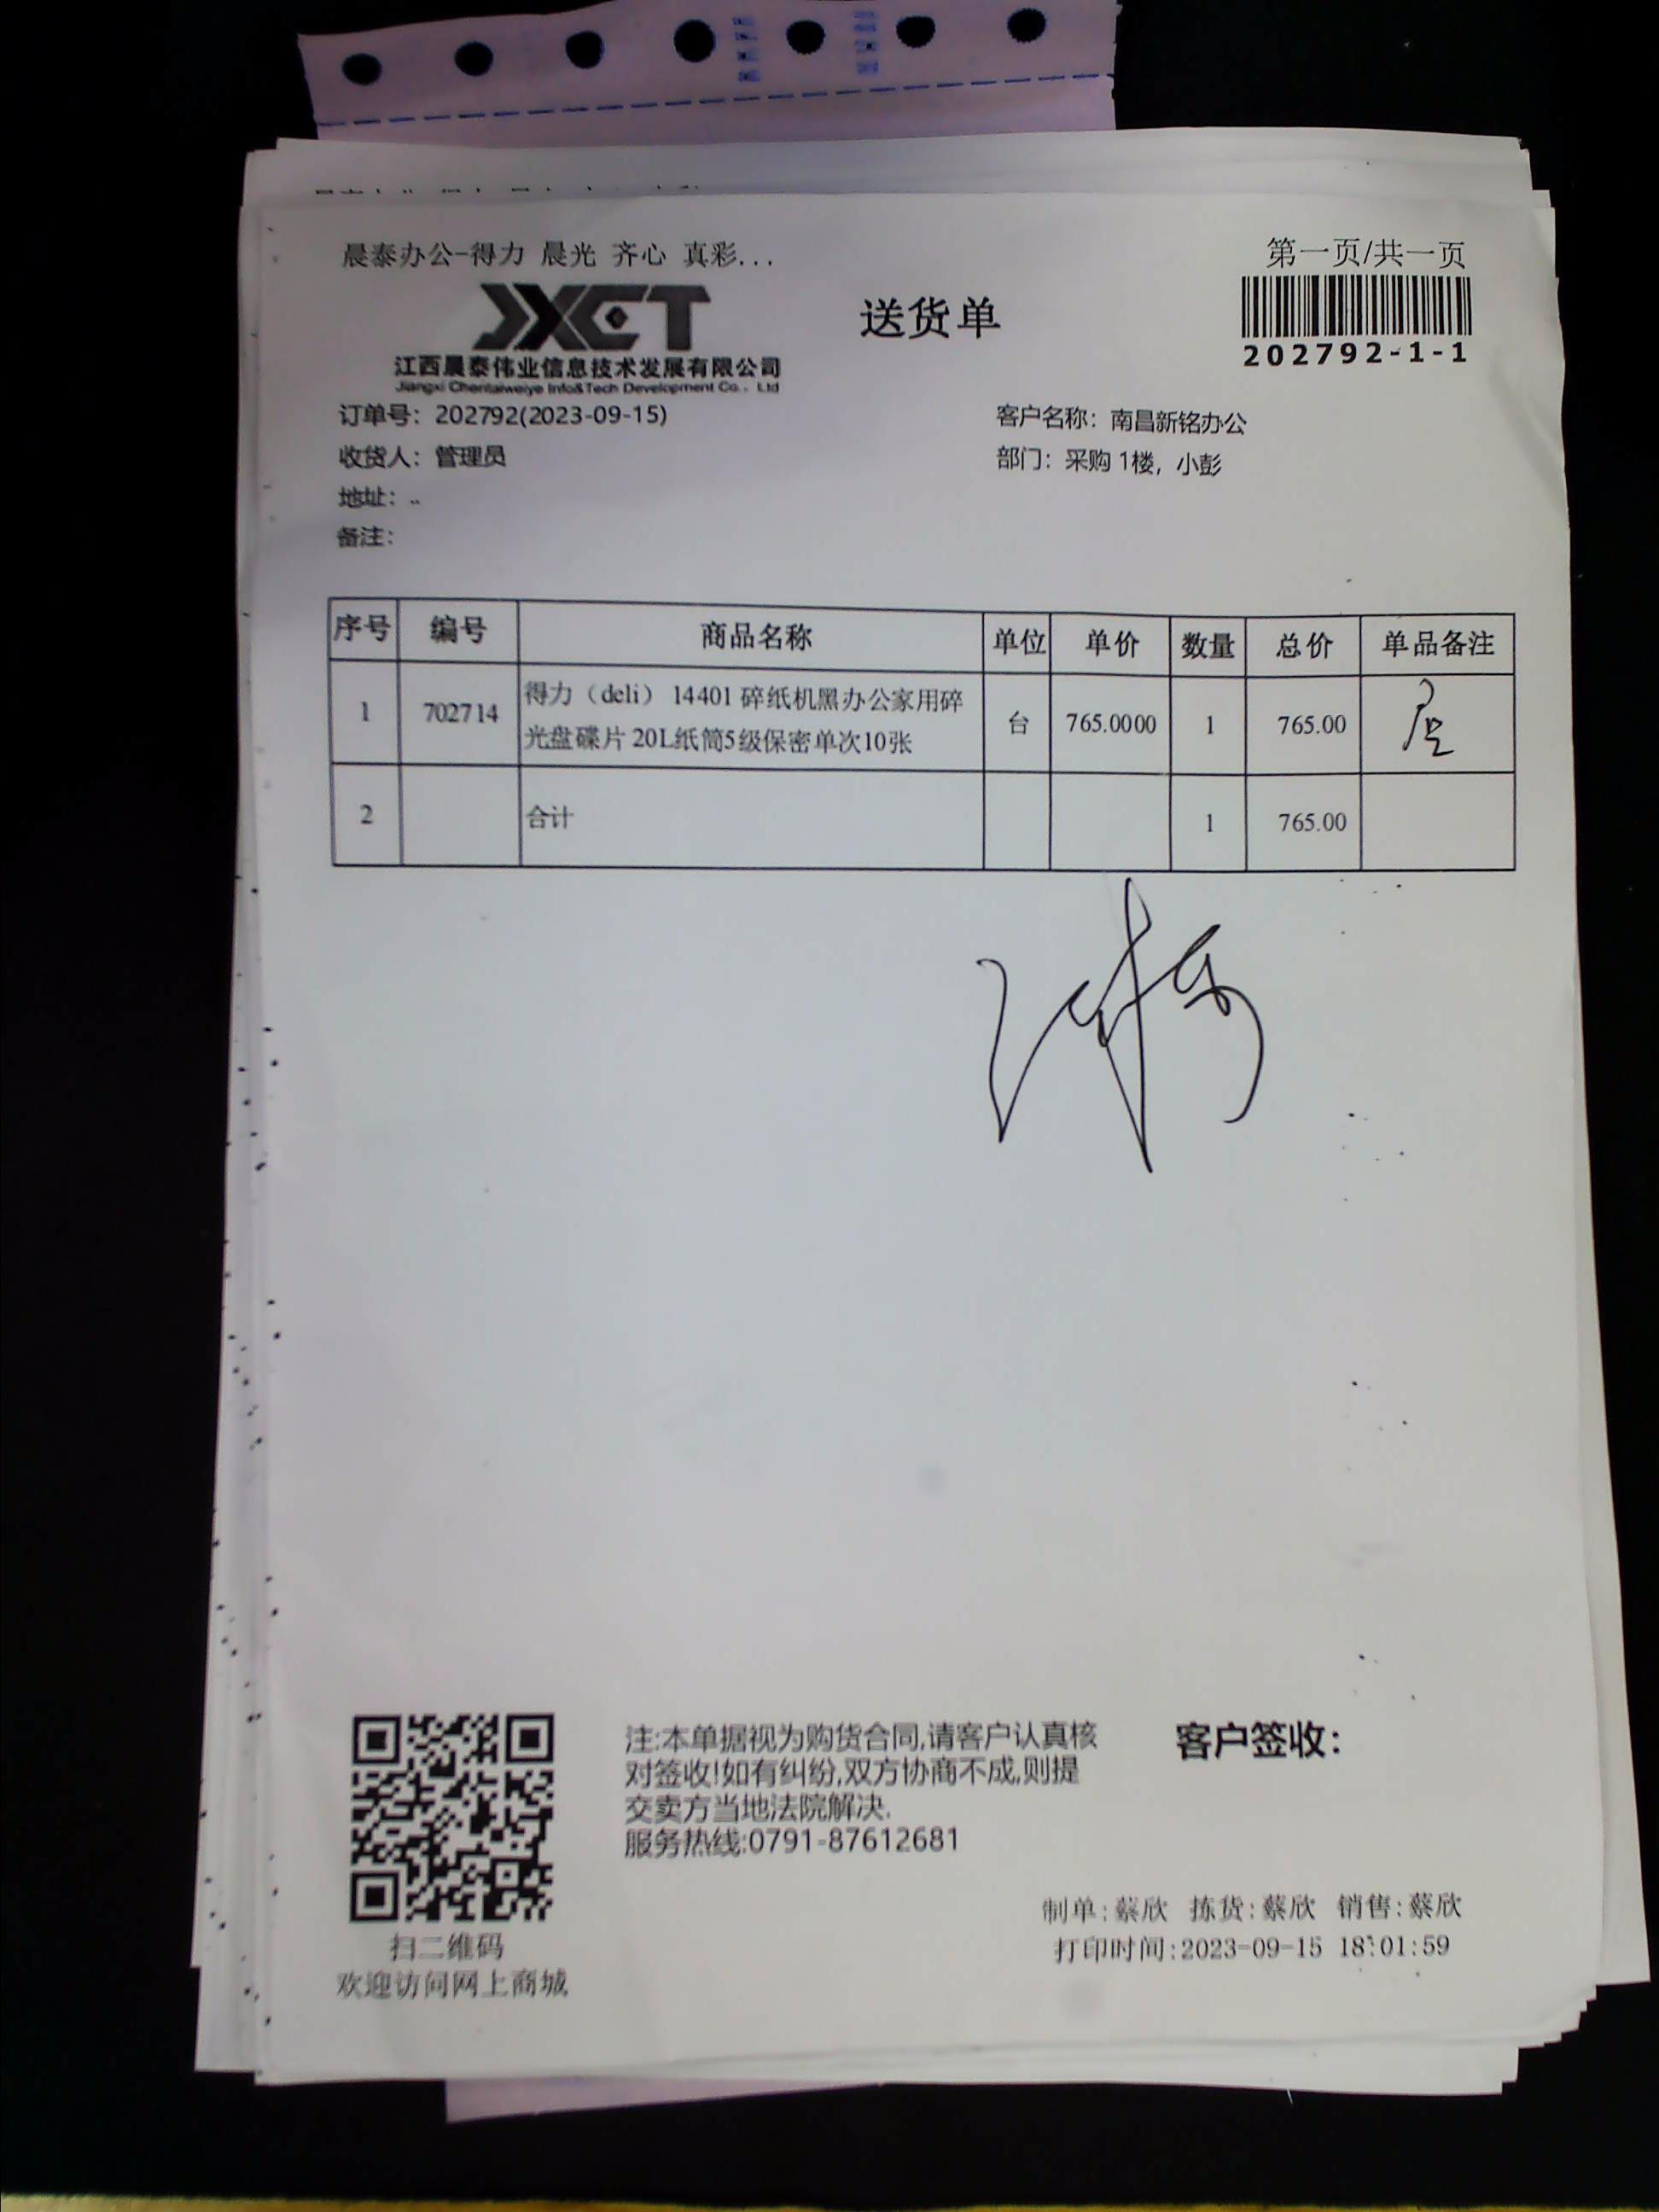 晨泰办公-得力 晨光 齐心 真彩...
第一页/共一页
JXCT
送货单
202792-1-1
江西晨泰伟业信息技术发展有限公司
Jiangxi Chentaiweiye Info&Tech Development Co., Ltd
订单号: 202792(2023-09-15)
客户名称: 南昌新铭办公
收货人: 管理员
部门: 采购 1楼, 小彭
地址: ..
备注:
序号 编号 商品名称 单位 单价 数量 总价 单品备注
1 702714 得力（deli） 14401 碎纸机黑办公家用碎 台 765.0000 1 765.00
光盘碟片 20L纸筒5级保密单次10张
2 合计 1 765.00
注:本单据视为购货合同,请客户认真核
对签收!如有纠纷,双方协商不成,则提
交卖方当地法院解决.
服务热线:0791-87612681
客户签收:
制单:蔡欣 拣货:蔡欣 销售:蔡欣
打印时间:2023-09-15 18:01:59
扫二维码
欢迎访问网上商城